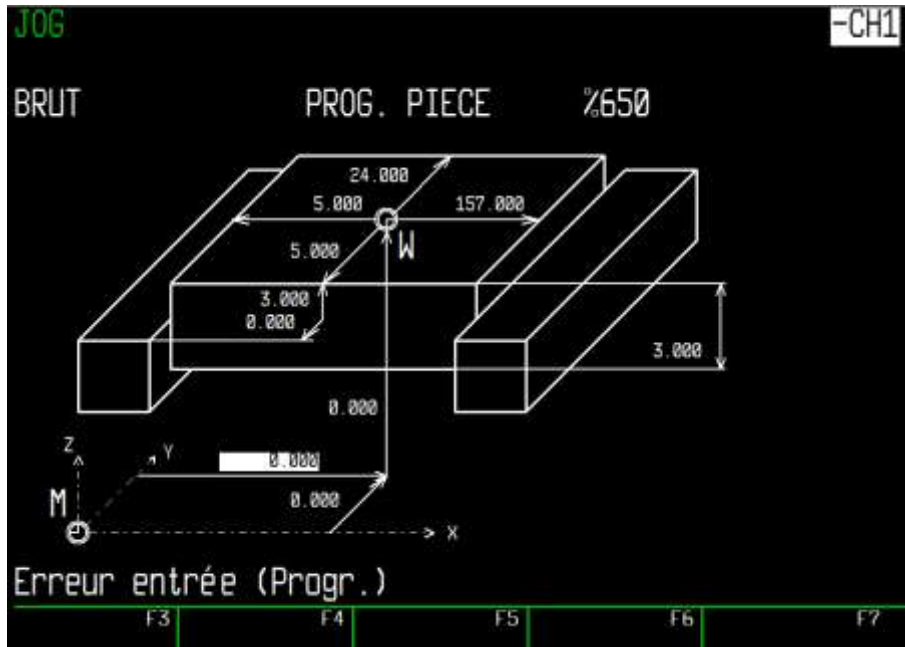 JOG -CH1
BRUT PROG. PIECE %650
24.000
5.000 157.000
5.000 W
3.000
0.000
3.000
0.000
Z Y 0.000
M 0.000
X
Erreur entrée (Progr.)
F3 F4 F5 F6 F7